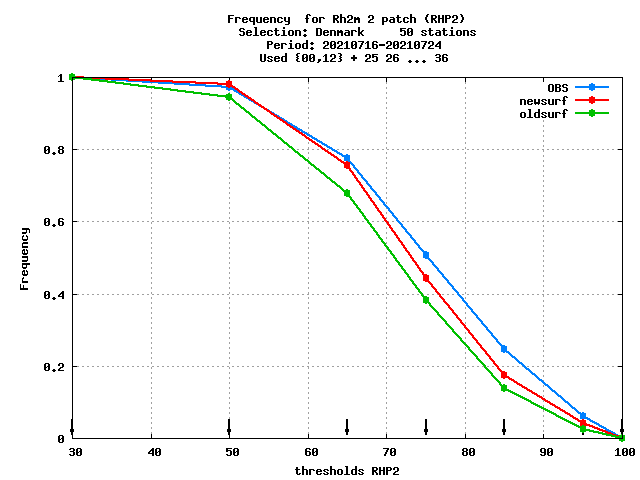 Frequency  for Rh2m 2 patch (RHP2)
Selection: Denmark     50 stations
Period: 20210716-20210724
Used {00,12} + 25 26 ... 36
OBS
newsurf
oldsurf
1
0.8
0.6
0.4
0.2
0
Frequency
30 40 50 60 70 80 90 100
thresholds RHP2